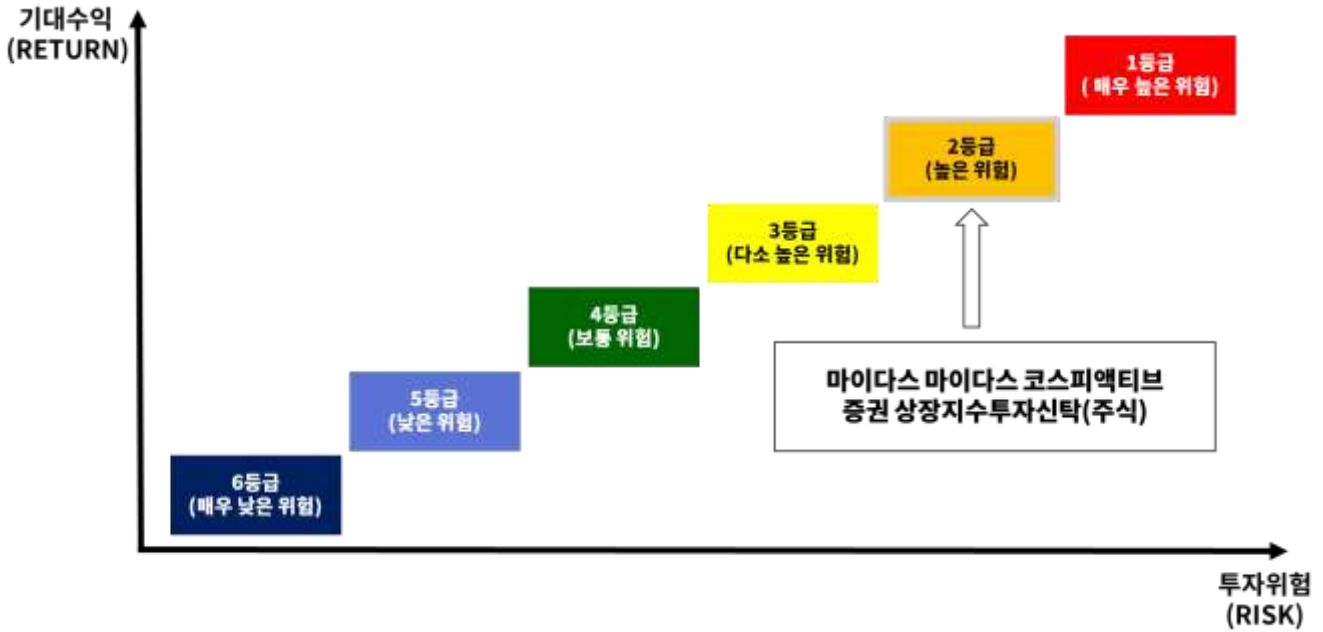 기대수익
(RETURN)
1등급
( 매우 높은 위험)
2등급
(높은 위험)
3등급
(다소 높은 위험)
4등급
(보통 위험)
마이다스 마이다스 코스피액티브
증권 상장지수투자신탁(주식)
5등급
(낮은 위험)
6등급
(매우 낮은 위험)
투자위험
(RISK)